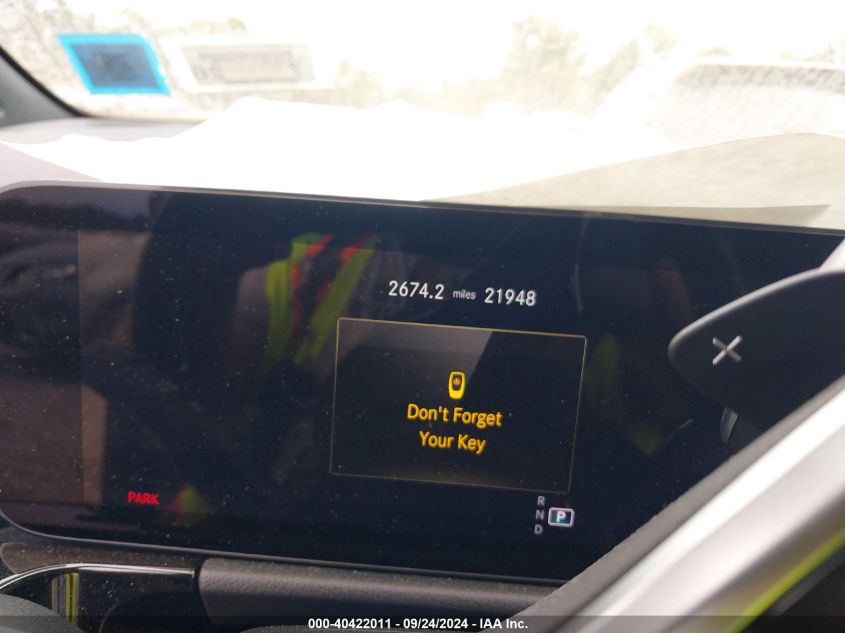 2674.2 miles 21948
Don't Forget
Your Key
PARK
R
N P
D
000-40422011 - 09/24/2024 - IAA Inc.